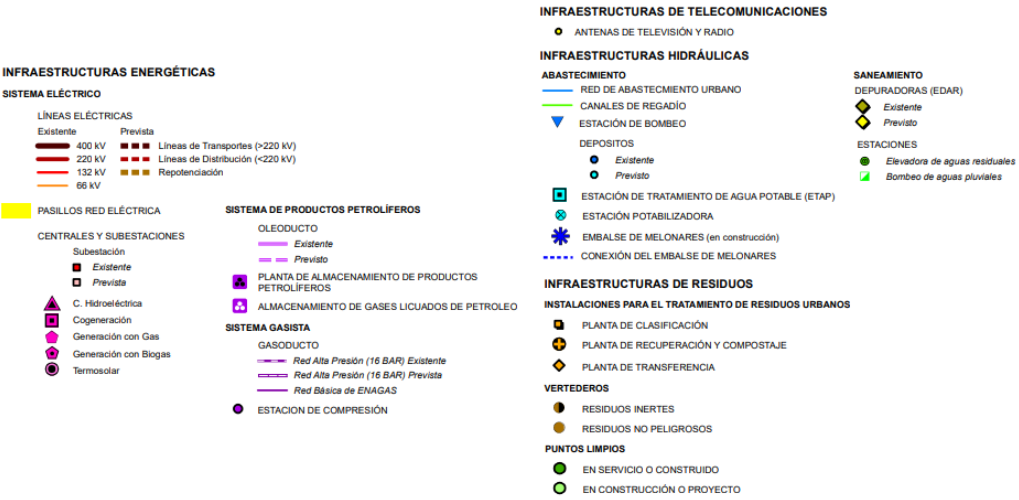 INFRAESTRUCTURAS ENERGÉTICAS
SISTEMA ELÉCTRICO
LÍNEAS ELÉCTRICAS
Existente Prevista
400 kV Líneas de Transportes (>220 kV)
220 kV Líneas de Distribución (<220 kV)
132 kV Repotenciación
66 kV
PASILLOS RED ELÉCTRICA
CENTRALES Y SUBESTACIONES
Subestación
Existente
Prevista
C. Hidroeléctrica
Cogeneración
Generación con Gas
Generación con Biogas
Termosolar
SISTEMA DE PRODUCTOS PETROLÍFEROS
OLEODUCTO
Existente
Previsto
PLANTA DE ALMACENAMIENTO DE PRODUCTOS
PETROLÍFEROS
ALMACENAMIENTO DE GASES LICUADOS DE PETROLEO
SISTEMA GASISTA
GASODUCTO
Red Alta Presión (16 BAR) Existente
Red Alta Presión (16 BAR) Prevista
Red Básica de ENAGAS
ESTACION DE COMPRESIÓN
INFRAESTRUCTURAS DE TELECOMUNICACIONES
ANTENAS DE TELEVISIÓN Y RADIO
INFRAESTRUCTURAS HIDRÁULICAS
ABASTECIMIENTO
RED DE ABASTECMIENTO URBANO
CANALES DE REGADÍO
ESTACIÓN DE BOMBEO
DEPOSITOS
Existente
Previsto
ESTACIÓN DE TRATAMIENTO DE AGUA POTABLE (ETAP)
ESTACIÓN POTABILIZADORA
EMBALSE DE MELONARES (en construcción)
CONEXIÓN DEL EMBALSE DE MELONARES
SANEAMIENTO
DEPURADORAS (EDAR)
Existente
Previsto
ESTACIONES
Elevadora de aguas residuales
Bombeo de aguas pluviales
INFRAESTRUCTURAS DE RESIDUOS
INSTALACIONES PARA EL TRATAMIENTO DE RESIDUOS URBANOS
PLANTA DE CLASIFICACIÓN
PLANTA DE RECUPERACIÓN Y COMPOSTAJE
PLANTA DE TRANSFERENCIA
VERTEDEROS
RESIDUOS INERTES
RESIDUOS NO PELIGROSOS
PUNTOS LIMPIOS
EN SERVICIO O CONSTRUIDO
EN CONSTRUCCIÓN O PROYECTO